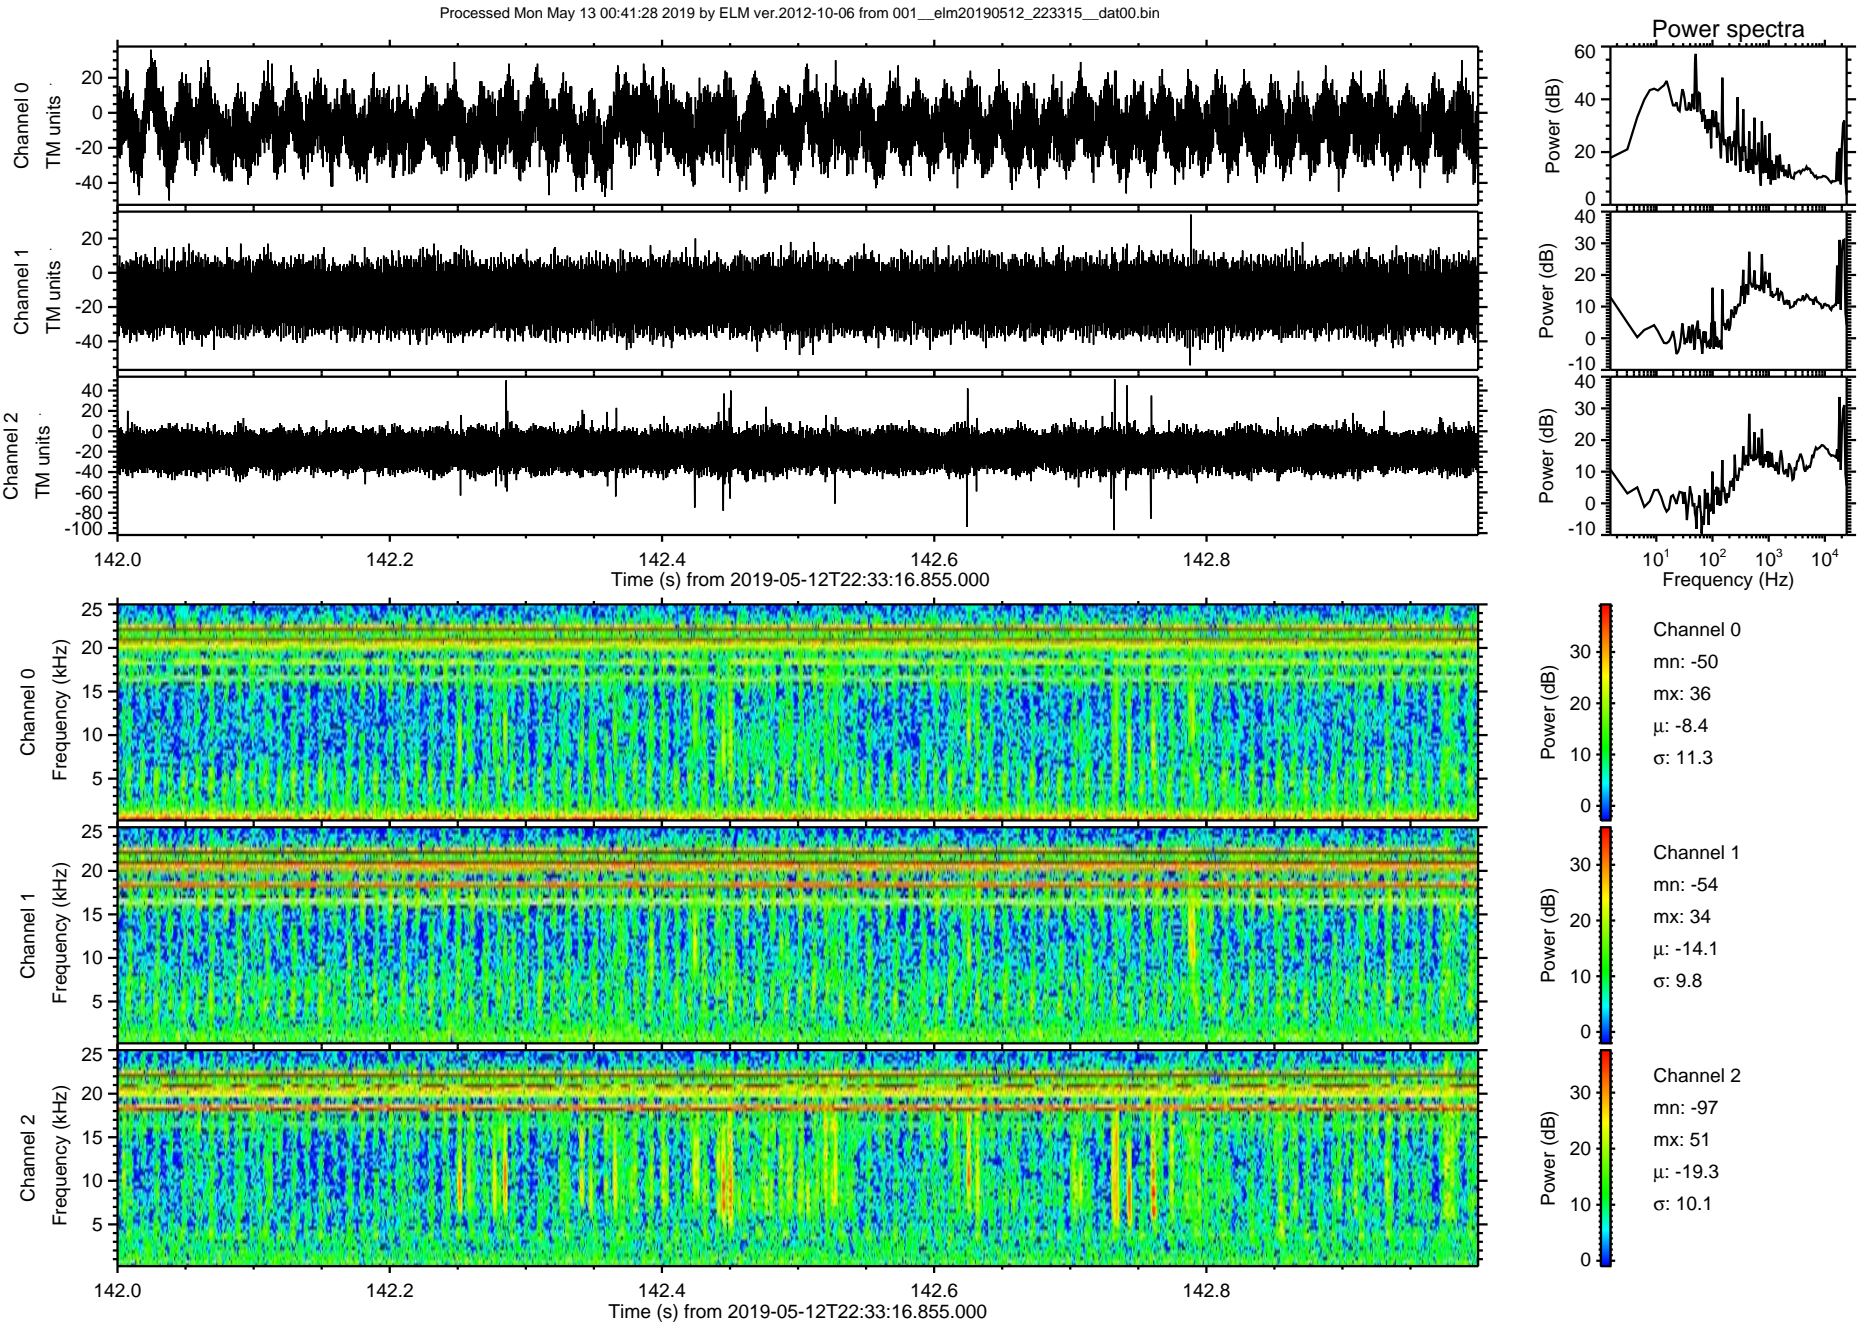 Processed Mon May 13 00:41:28 2019 by ELM ver.2012-10-06 from 001__elm20190512_223315__dat00.bin
Power spectra
Channel 0
TM units
20
0
-20
-40
Power (dB)
60
40
20
0
Channel 1
TM units
20
0
-20
-40
Power (dB)
40
30
20
10
0
-10
Channel 2
TM units
40
20
0
-20
-40
-60
-80
-100
Power (dB)
40
30
20
10
0
-10
142.0 142.2 142.4 142.6 142.8
Time (s) from 2019-05-12T22:33:16.855.000
10^1 10^2 10^3 10^4
Frequency (Hz)
Channel 0
Frequency (kHz)
25
20
15
10
5
Power (dB)
30
20
10
0
Channel 0
mn: -50
mx: 36
μ: -8.4
σ: 11.3
Channel 1
Frequency (kHz)
25
20
15
10
5
Power (dB)
30
20
10
0
Channel 1
mn: -54
mx: 34
μ: -14.1
σ: 9.8
Channel 2
Frequency (kHz)
25
20
15
10
5
Power (dB)
30
20
10
0
Channel 2
mn: -97
mx: 51
μ: -19.3
σ: 10.1
142.0 142.2 142.4 142.6 142.8
Time (s) from 2019-05-12T22:33:16.855.000